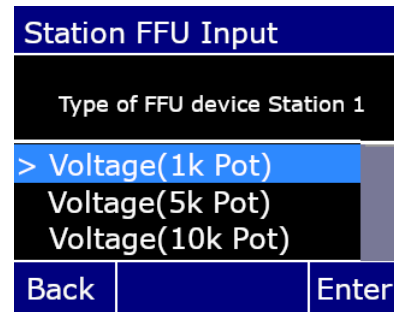 Station FFU Input
Type of FFU device Station 1
> Voltage(1k Pot)
Voltage(5k Pot)
Voltage(10k Pot)
Back Enter